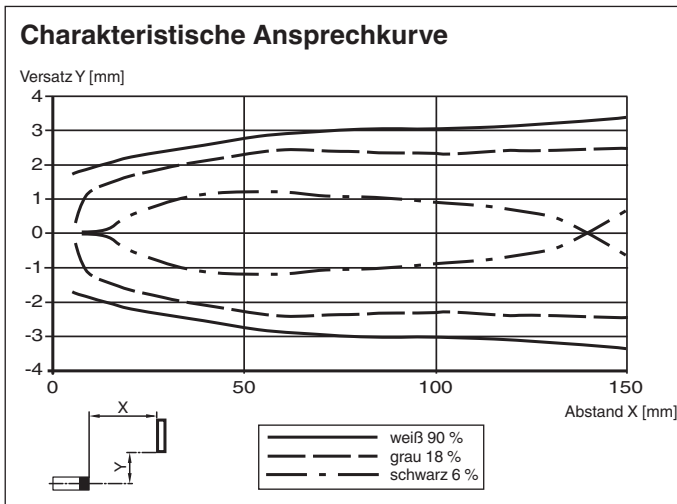 Charakteristische Ansprechkurve
Versatz Y [mm]
4
3
2
1
0
-1
-2
-3
-4
0 50 100 150
Abstand X [mm]
X
Y
weiß 90 %
grau 18 %
schwarz 6 %